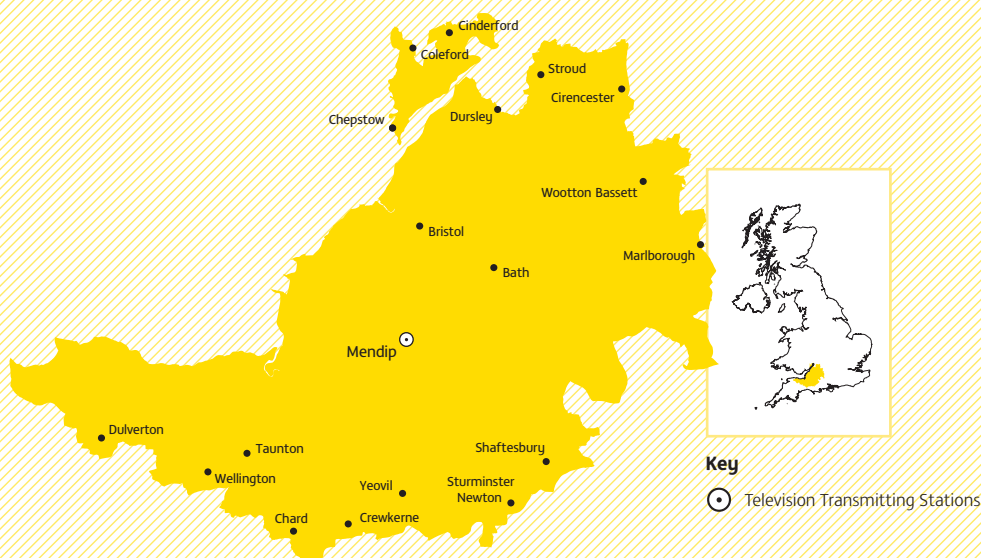 Cinderford
Coleford
Stroud
Cirencester
Dursley
Chepstow
Wootton Bassett
Bristol
Marlborough
Bath
Mendip
Dulverton
Taunton
Shaftesbury
Wellington
Yeovil
Sturminster
Newton
Chard
Crewkerne
Key
Television Transmitting Stations